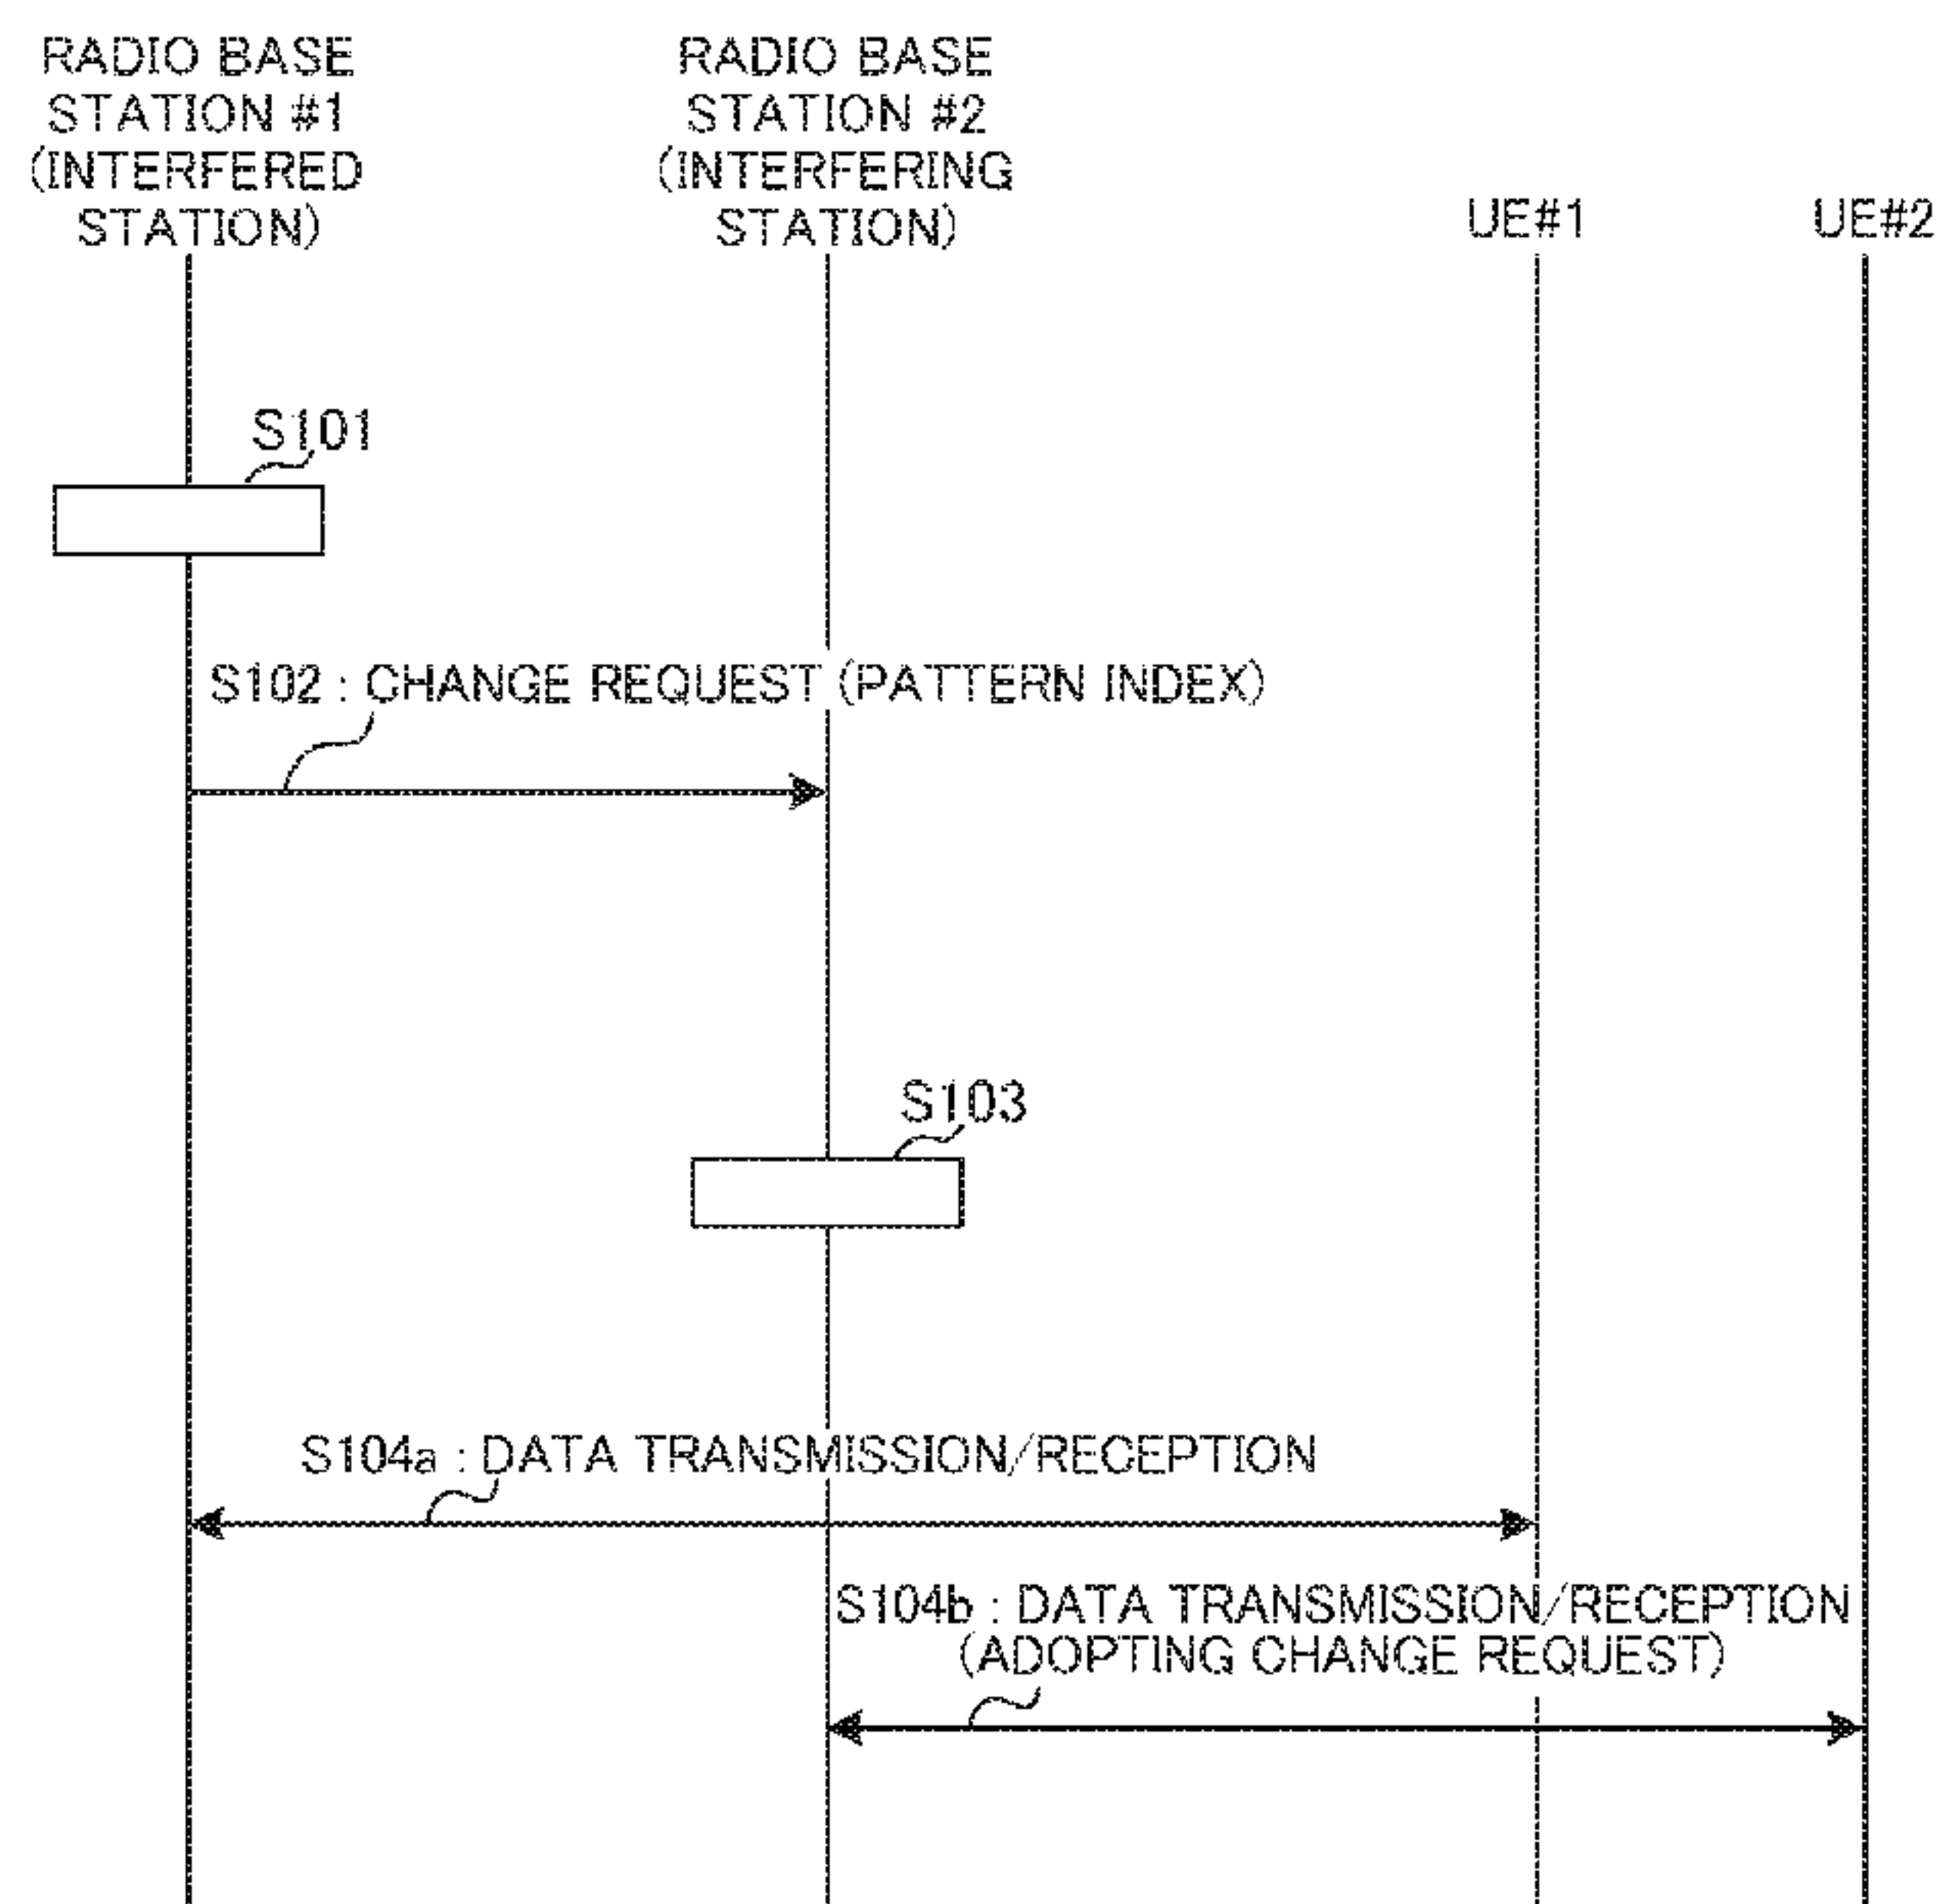 RADIO BASE
STATION #1
(INTERFERED
STATION)
RADIO BASE
STATION #2
(INTERFERING
STATION)
UE#1
UE#2
S101
S102 : CHANGE REQUEST (PATTERN INDEX)
S103
S104a : DATA TRANSMISSION/RECEPTION
S104b : DATA TRANSMISSION/RECEPTION
(ADOPTING CHANGE REQUEST)